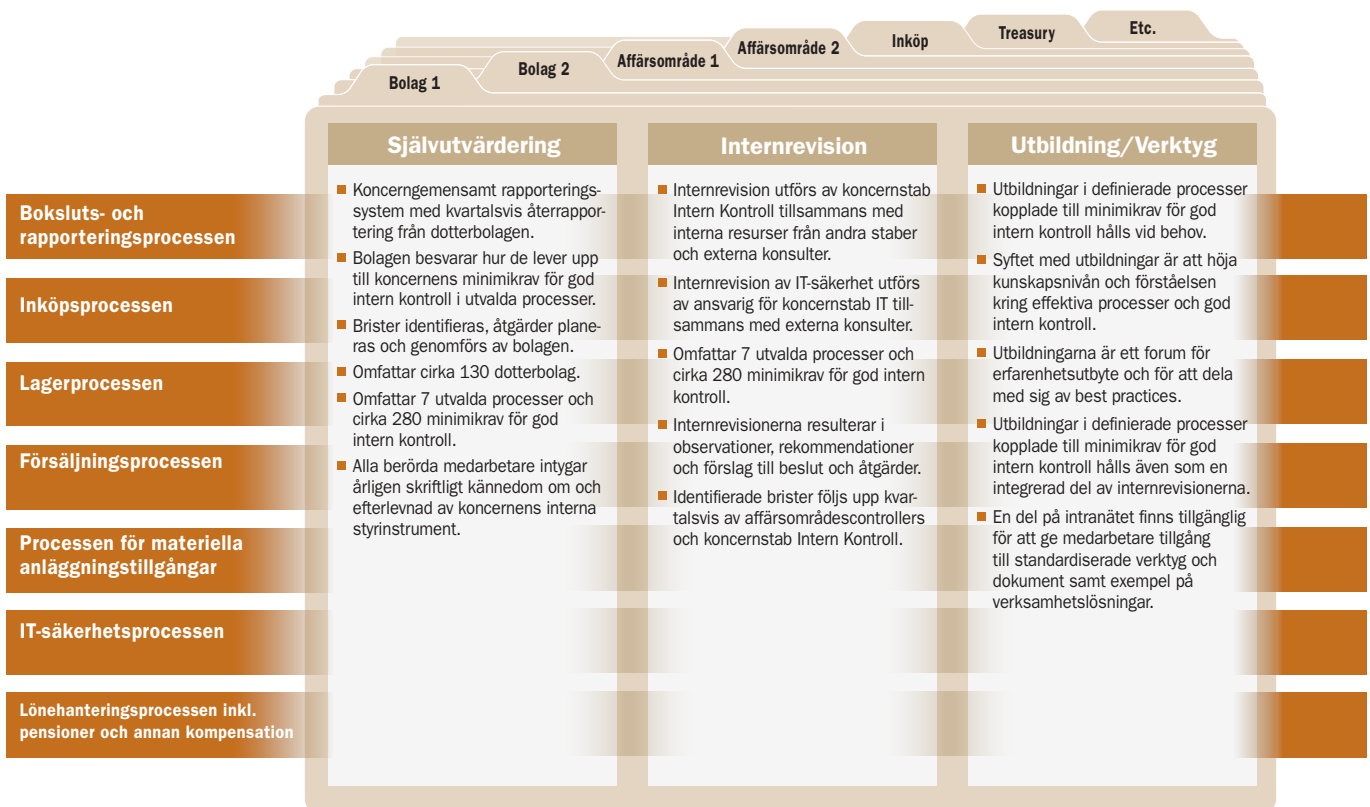 Bolag 1
Bolag 2
Affärsområde 1
Affärsområde 2
Inköp
Treasury
Etc.
Boksluts- och
rapporteringsprocessen
Inköpsprocessen
Lagerprocessen
Försäljningsprocessen
Processen för materiella
anläggningstillgångar
IT-säkerhetsprocessen
Lönehanteringsprocessen inkl.
pensioner och annan kompensation
Självutvärdering
■ Koncerngemensamt rapporterings-
system med kvartalsvis återrappor-
tering från dotterbolagen.
■ Bolagen besvarar hur de lever upp
till koncernens minimikrav för god
intern kontroll i utvalda processer.
■ Brister identifieras, åtgärder plane-
ras och genomförs av bolagen.
■ Omfattar cirka 130 dotterbolag.
■ Omfattar 7 utvalda processer och
cirka 280 minimikrav för god
intern kontroll.
■ Alla berörda medarbetare intygar
årligen skriftligt kännedom om och
efterlevnad av koncernens interna
styrinstrument.
Internrevision
■ Internrevision utförs av koncernstab
Intern Kontroll tillsammans med
interna resurser från andra staber
och externa konsulter.
■ Internrevision av IT-säkerhet utförs
av ansvarig för koncernstab IT till-
sammans med externa konsulter.
■ Omfattar 7 utvalda processer och
cirka 280 minimikrav för god intern
kontroll.
■ Internrevisionerna resulterar i
observationer, rekommendationer
och förslag till beslut och åtgärder.
■ Identifierade brister följs upp kvar-
talsvis av affärsområdescontrollers
och koncernstab Intern Kontroll.
Utbildning/Verktyg
■ Utbildningar i definierade processer
kopplade till minimikrav för god
intern kontroll hålls vid behov.
■ Syftet med utbildningar är att höja
kunskapsnivån och förståelsen
kring effektiva processer och god
intern kontroll.
■ Utbildningarna är ett forum för
erfarenhetsutbyte och för att dela
med sig av best practices.
■ Utbildningar i definierade processer
kopplade till minimikrav för god
intern kontroll hålls även som en
integrerad del av internrevisionerna.
■ En del på intranätet finns tillgänglig
för att ge medarbetare tillgång
till standardiserade verktyg och
dokument samt exempel på
verksamhetslösningar.